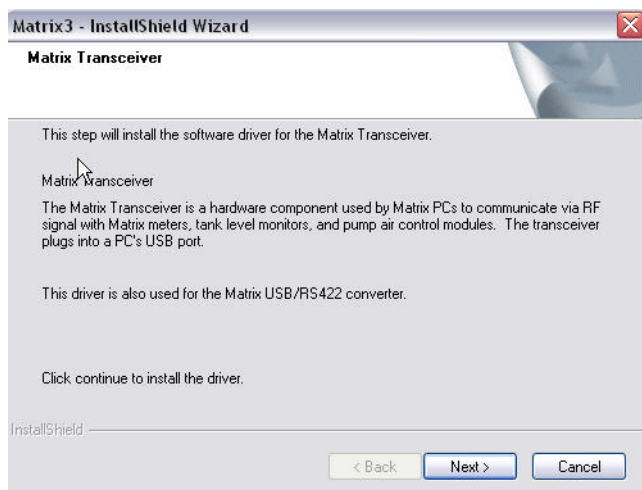 Matrix3 - InstallShield Wizard
Matrix Transceiver
This step will install the software driver for the Matrix Transceiver.
Matrix Transceiver
The Matrix Transceiver is a hardware component used by Matrix PCs to communicate via RF
signal with Matrix meters, tank level monitors, and pump air control modules.  The transceiver
plugs into a PC's USB port.
This driver is also used for the Matrix USB/RS422 converter.
Click continue to install the driver.
InstallShield
< Back   Next >   Cancel